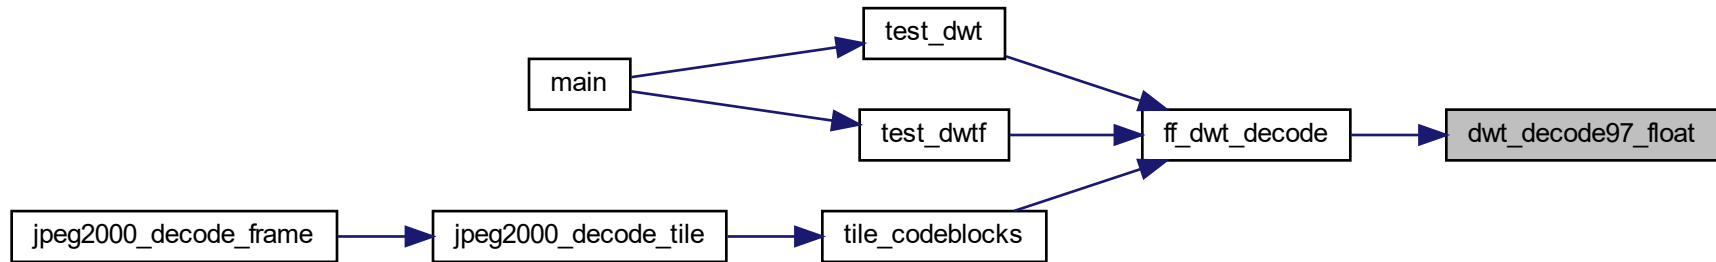 test_dwt
main
test_dwtf
ff_dwt_decode
dwt_decode97_float
jpeg2000_decode_frame
jpeg2000_decode_tile
tile_codeblocks